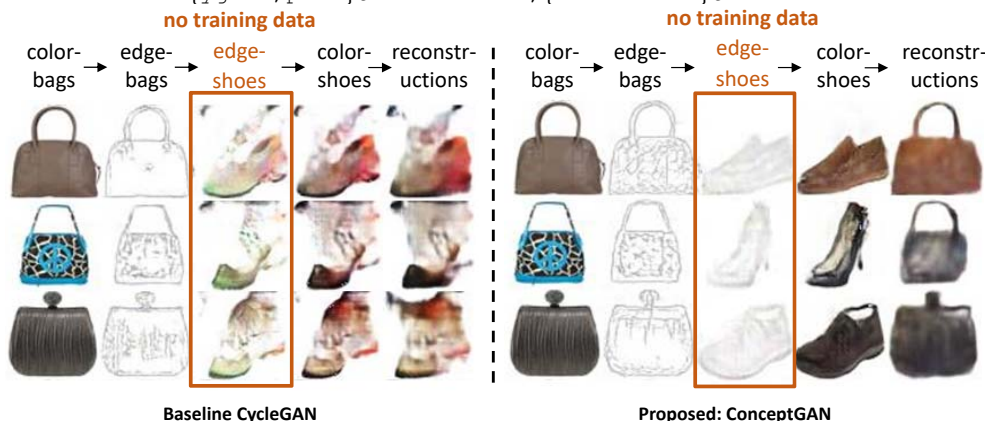 no training data
no training data
color- edge- edge- color- reconstr-
bags → bags → shoes → shoes → uctions
color- edge- edge- color- reconstr-
bags → bags → shoes → shoes → uctions
Baseline CycleGAN
Proposed: ConceptGAN